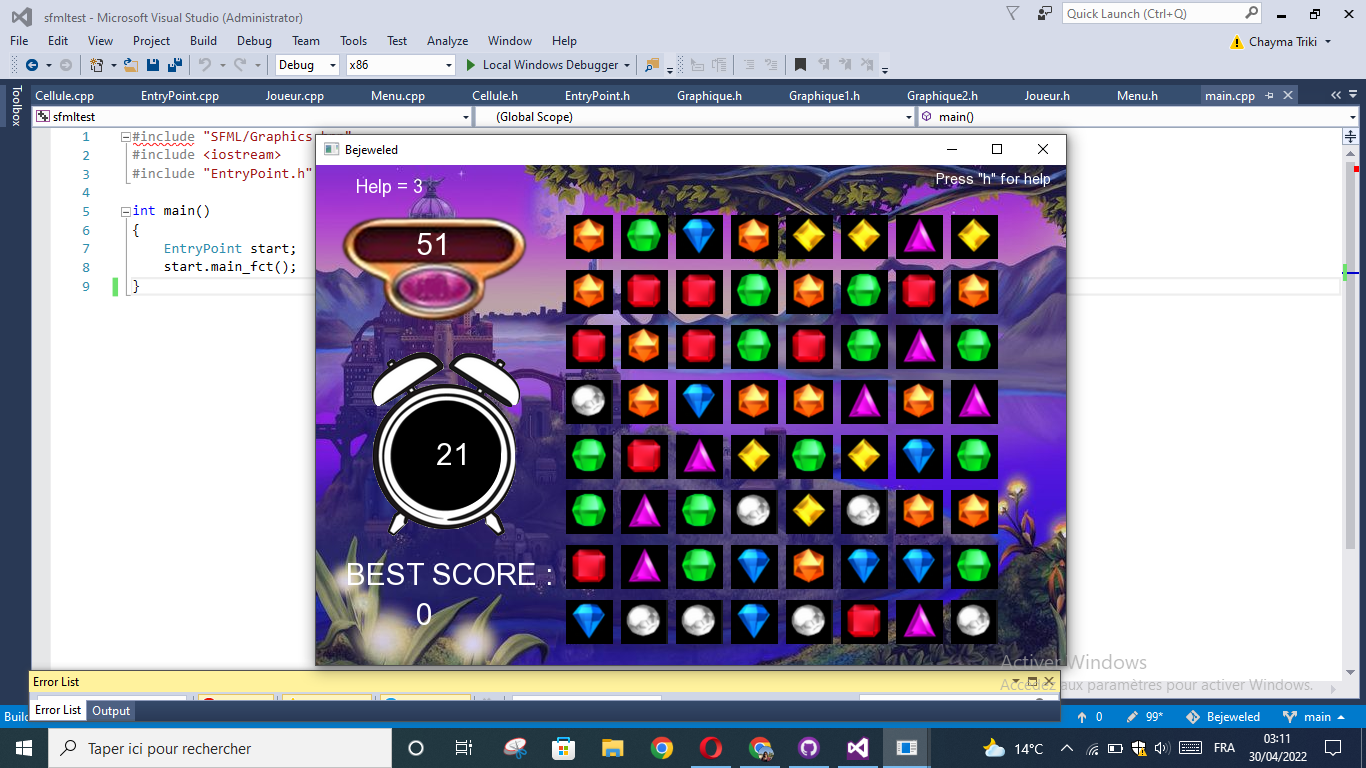 sfmltest - Microsoft Visual Studio (Administrator)
Quick Launch (Ctrl+Q)
File Edit View Project Build Debug Team Tools Test Analyze Window Help
Chayma Triki
Debug x86 Local Windows Debugger
Toolbox
Cellule.cpp EntryPoint.cpp Joueur.cpp Menu.cpp Cellule.h EntryPoint.h Graphique.h Graphique1.h Graphique2.h Joueur.h Menu.h main.cpp
sfmltest (Global Scope) main()
1 #include "SFML/Graphics
2 #include <iostream>
3 #include "EntryPoint.h"
4
5 int main()
6 {
7 EntryPoint start;
8 start.main_fct();
9 }
Bejeweled
Help = 3
Press "h" for help
51
21
BEST SCORE :
0
Activer Windows
Accédez aux paramètres pour activer Windows.
Error List
Error List Output
Build
0 99* Bejeweled main
Taper ici pour rechercher
14°C
FRA
03:11
30/04/2022